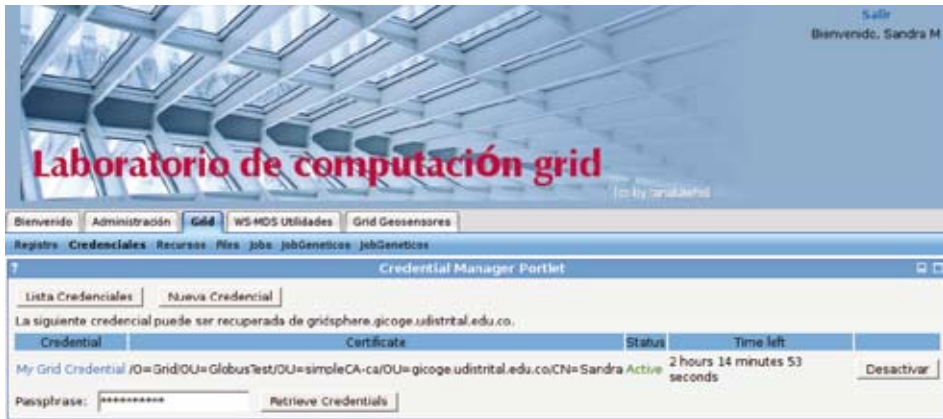 Salir
Bienvenido, Sandra M
Laboratorio de computación grid
Bienvenido Administración Grid WS-MDS Utilidades Grid Geosensores
Registro Credenciales Recursos Files Jobs JobGeneticos JobGeneticos
? Credential Manager Portlet
Lista Credenciales Nueva Credencial
La siguiente credencial puede ser recuperada de gridsphere.gicoge.udistrital.edu.co.
Credential Certificate Status Time left
My Grid Credential /O=Grid/OU=GlobusTest/OU=simpleCA-ca/OU=gicoge.udistrital.edu.co/CN=Sandra Active 2 hours 14 minutes 53 seconds Desactivar
Passphrase: ********** Retrieve Credentials